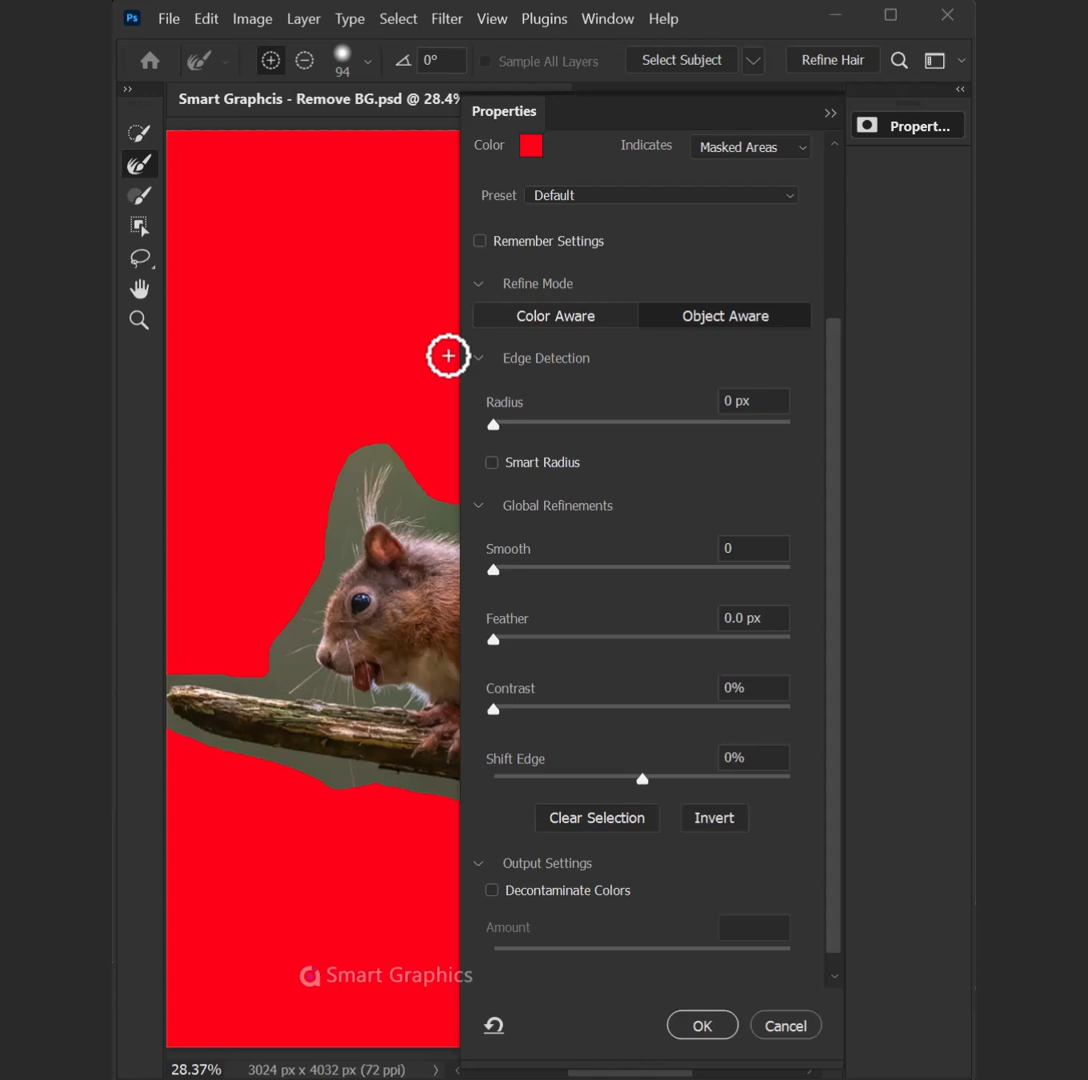 Ps File Edit Image Layer Type Select Filter View Plugins Window Help
94 0° Sample All Layers Select Subject Refine Hair
Smart Graphcis - Remove BG.psd @ 28.4%
Properties
Propert...
Color Indicates Masked Areas
Preset Default
Remember Settings
Refine Mode
Color Aware Object Aware
Edge Detection
Radius 0 px
Smart Radius
Global Refinements
Smooth 0
Feather 0.0 px
Contrast 0%
Shift Edge 0%
Clear Selection Invert
Output Settings
Decontaminate Colors
Amount
Smart Graphics
OK Cancel
28.37% 3024 px x 4032 px (72 ppi)